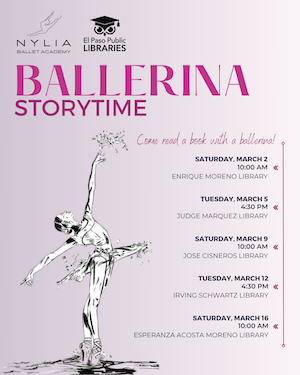 NYLIA
BALLET ACADEMY
El Paso Public
LIBRARIES
BALLERINA
STORYTIME
Come read a book with a ballerina!
SATURDAY, MARCH 2
10:00 AM
ENRIQUE MORENO LIBRARY
TUESDAY, MARCH 5
4:30 PM
JUDGE MARQUEZ LIBRARY
SATURDAY, MARCH 9
10:00 AM
JOSE CISNEROS LIBRARY
TUESDAY, MARCH 12
4:30 PM
IRVING SCHWARTZ LIBRARY
SATURDAY, MARCH 16
10:00 AM
ESPERANZA ACOSTA MORENO LIBRARY